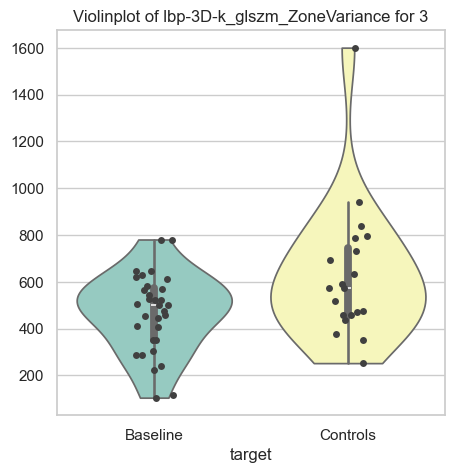 Violinplot of lbp-3D-k_glszm_ZoneVariance for 3
1600
1400
1200
1000
800
600
400
200
Baseline Controls
target